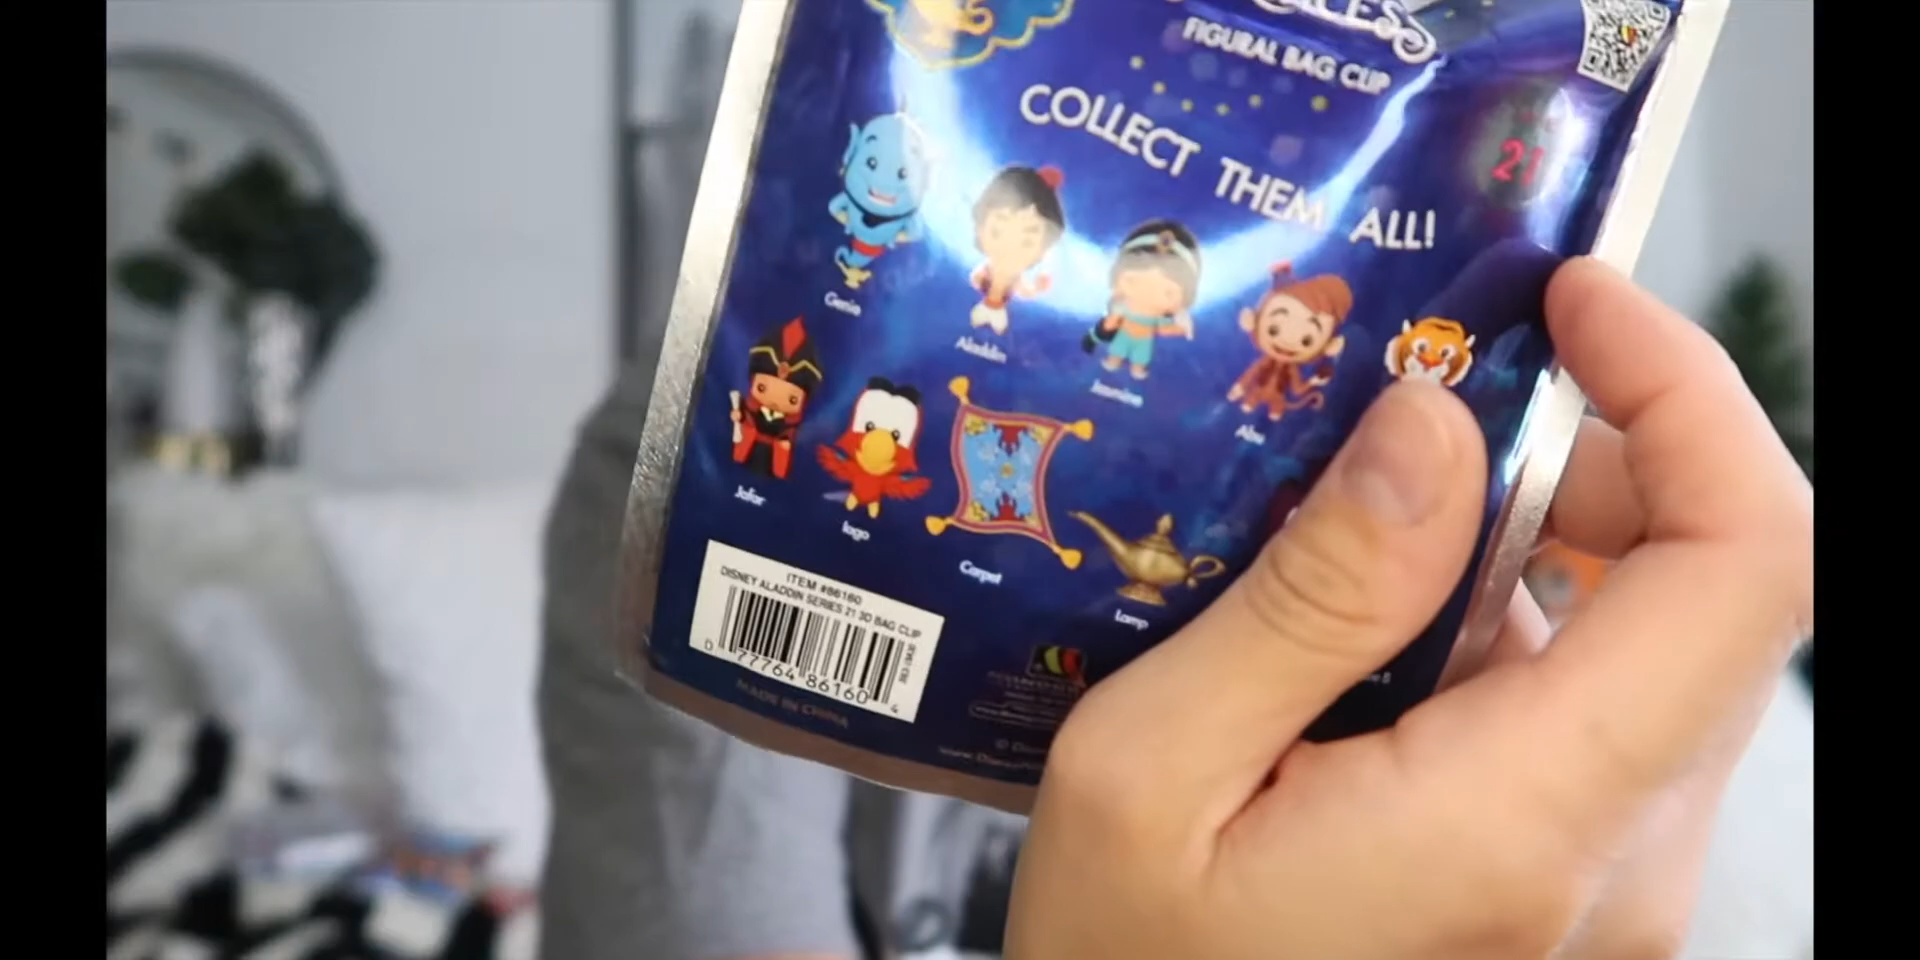 FIGURAL BAG CLIP
COLLECT THEM ALL!
21
Genie
Aladdin
Jasmine
Abu
Jafar
Iago
Carpet
Lamp
ITEM #86160
DISNEY ALADDIN SERIES 21 3D BAG CLIP
0 77764 86160 4
MADE IN CHINA